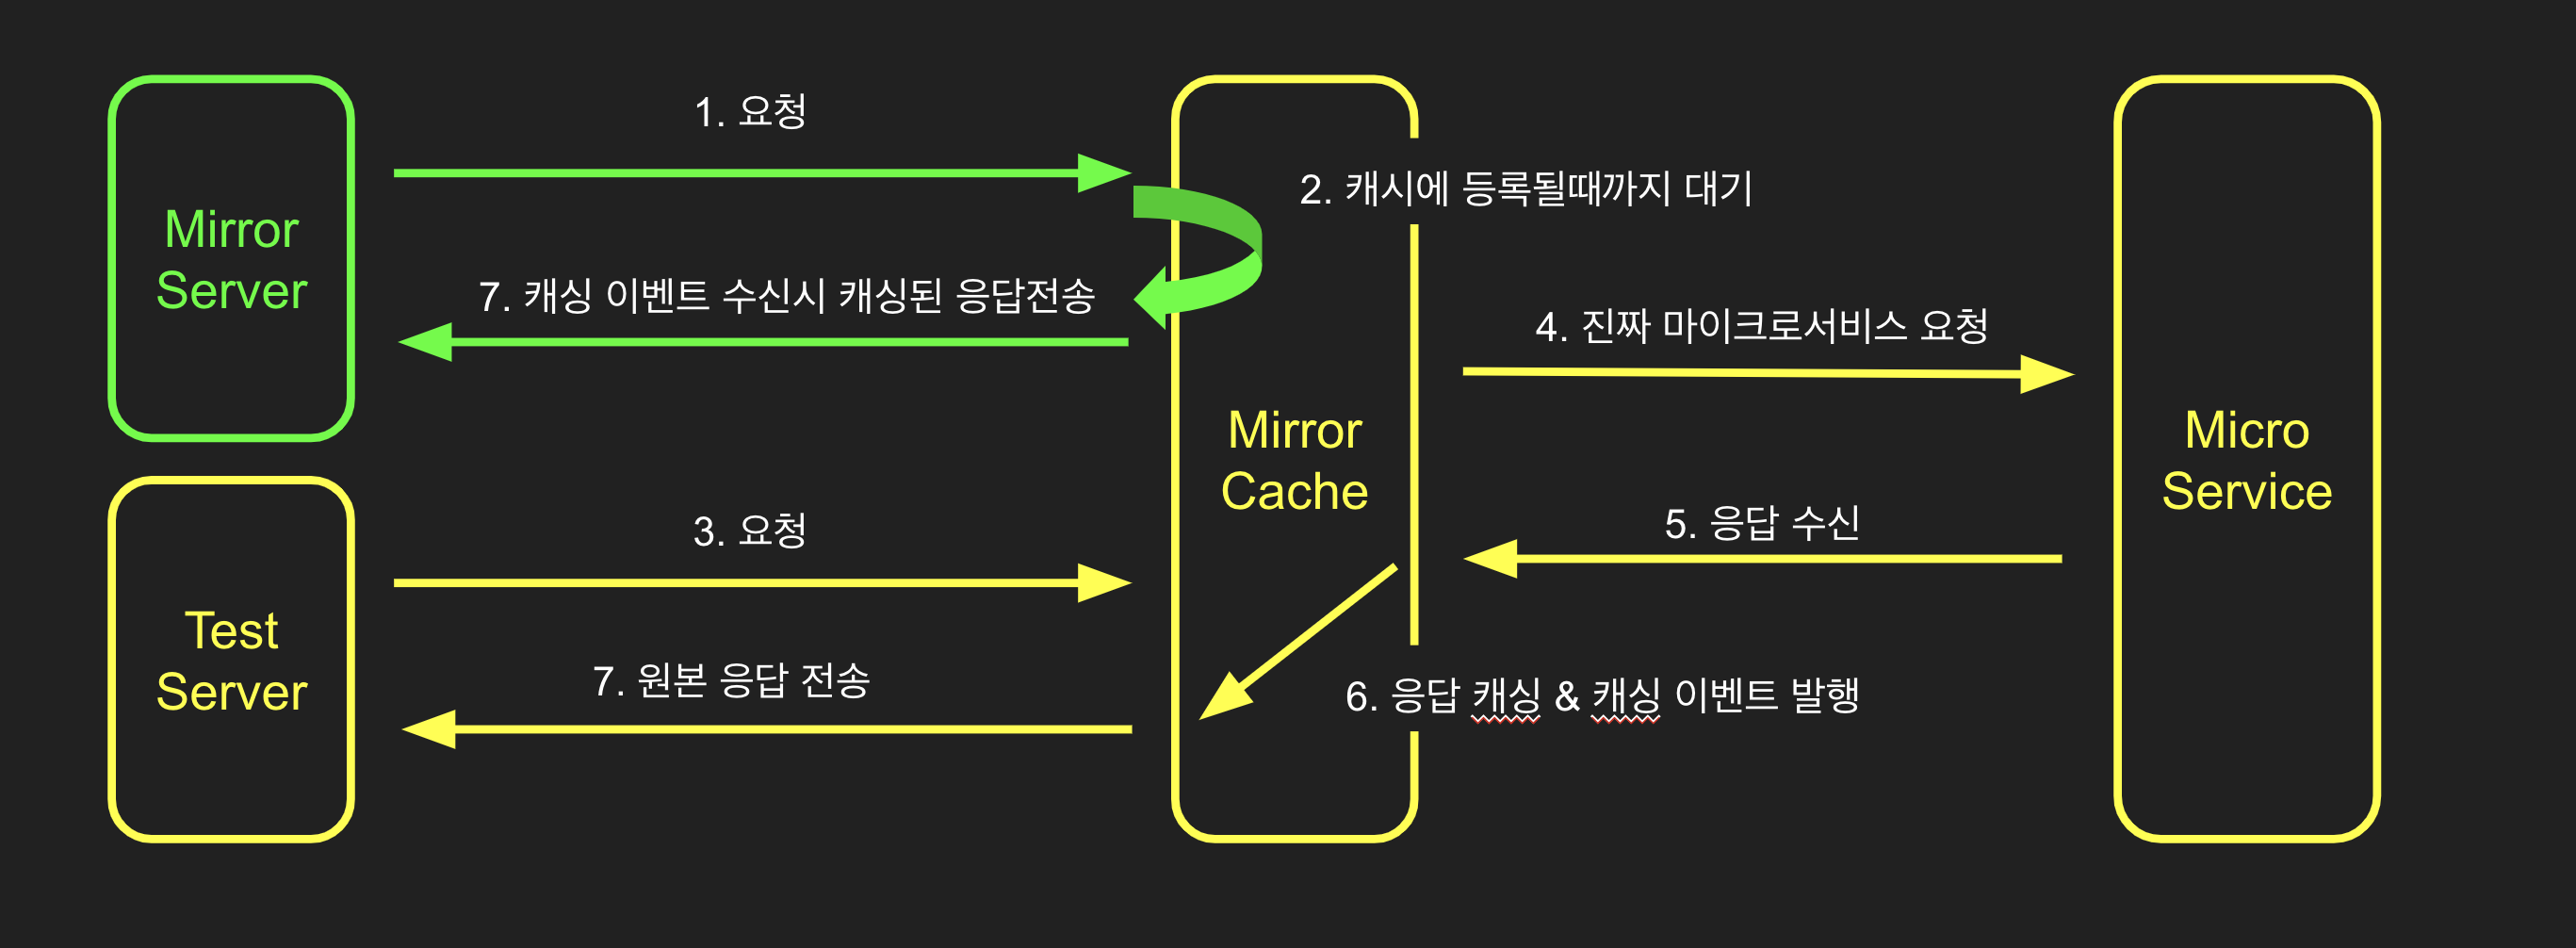 1. 요청
2. 캐시에 등록될때까지 대기
Mirror
Server
7. 캐싱 이벤트 수신시 캐싱된 응답전송
4. 진짜 마이크로서비스 요청
Mirror
Cache
Micro
Service
3. 요청
5. 응답 수신
Test
Server
7. 원본 응답 전송
6. 응답 캐싱 & 캐싱 이벤트 발행